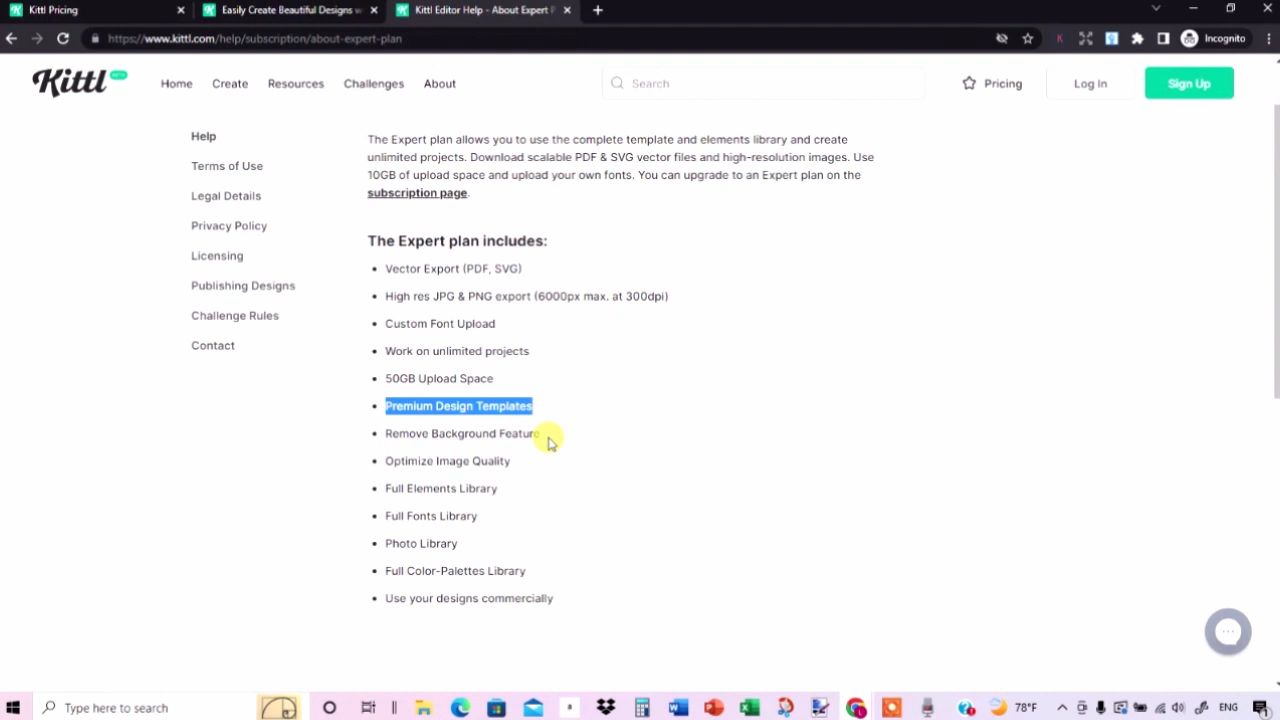 Kittl Pricing
Easily Create Beautiful Designs w
Kittl Editor Help - About Expert P
https://www.kittl.com/help/subscription/about-expert-plan
Incognito
Kittl BETA
Home
Create
Resources
Challenges
About
Search
Pricing
Log In
Sign Up
Help
Terms of Use
Legal Details
Privacy Policy
Licensing
Publishing Designs
Challenge Rules
Contact
The Expert plan allows you to use the complete template and elements library and create
unlimited projects. Download scalable PDF & SVG vector files and high-resolution images. Use
10GB of upload space and upload your own fonts. You can upgrade to an Expert plan on the
subscription page.
The Expert plan includes:
• Vector Export (PDF, SVG)
• High res JPG & PNG export (6000px max. at 300dpi)
• Custom Font Upload
• Work on unlimited projects
• 50GB Upload Space
• Premium Design Templates
• Remove Background Feature
• Optimize Image Quality
• Full Elements Library
• Full Fonts Library
• Photo Library
• Full Color-Palettes Library
• Use your designs commercially
Type here to search
78°F
ENG